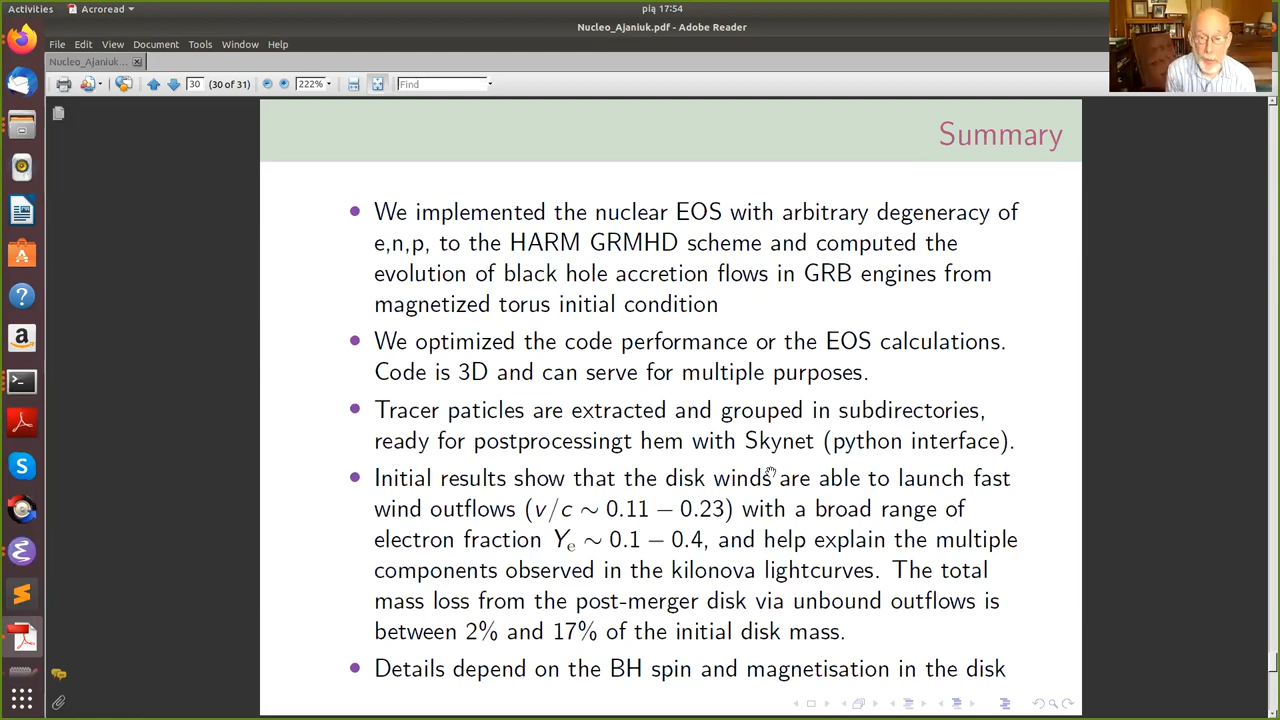 Activities
Acroread
pią 17:54
Nucleo_Ajaniuk.pdf - Adobe Reader
File Edit View Document Tools Window Help
Nucleo_Ajaniuk...
30 (30 of 31) 222% Find
Summary
We implemented the nuclear EOS with arbitrary degeneracy of
e,n,p, to the HARM GRMHD scheme and computed the
evolution of black hole accretion flows in GRB engines from
magnetized torus initial condition
We optimized the code performance or the EOS calculations.
Code is 3D and can serve for multiple purposes.
Tracer paticles are extracted and grouped in subdirectories,
ready for postprocessingt hem with Skynet (python interface).
Initial results show that the disk winds are able to launch fast
wind outflows (v/c ∼ 0.11 − 0.23) with a broad range of
electron fraction Yₑ ∼ 0.1 − 0.4, and help explain the multiple
components observed in the kilonova lightcurves. The total
mass loss from the post-merger disk via unbound outflows is
between 2% and 17% of the initial disk mass.
Details depend on the BH spin and magnetisation in the disk